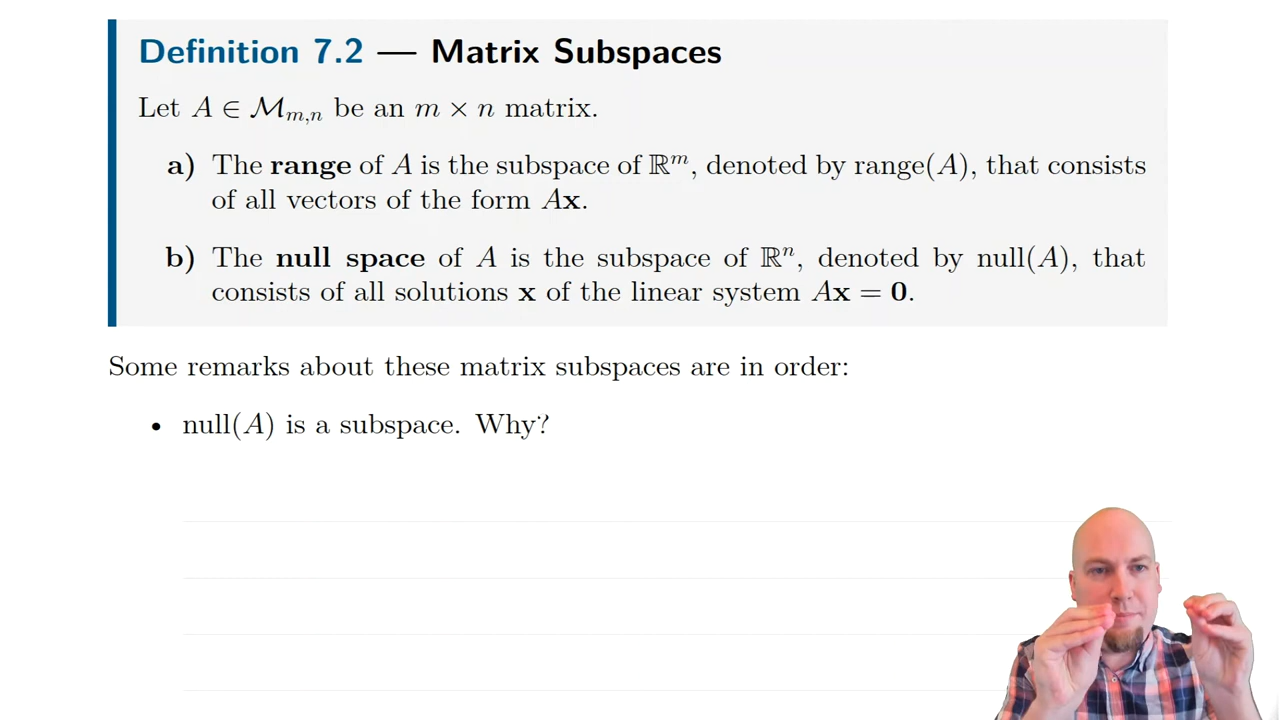 Definition 7.2 — Matrix Subspaces
Let A ∈ ℳₘ,ₙ be an m × n matrix.
a) The range of A is the subspace of ℝᵐ, denoted by range(A), that consists
of all vectors of the form Ax.
b) The null space of A is the subspace of ℝⁿ, denoted by null(A), that
consists of all solutions x of the linear system Ax = 0.
Some remarks about these matrix subspaces are in order:
• null(A) is a subspace. Why?